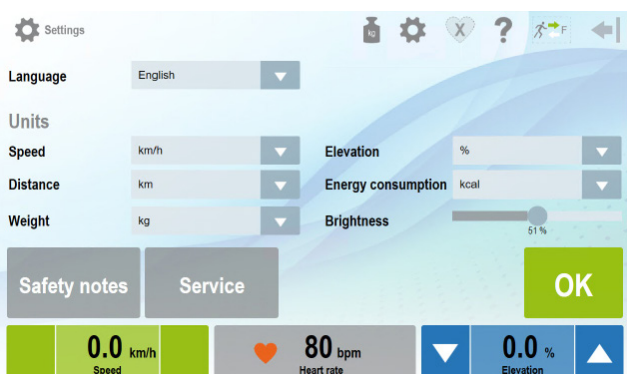 Settings
kg
X
?
F
Language
English
Units
Speed
km/h
Elevation
%
Distance
km
Energy consumption
kcal
Weight
kg
Brightness
51 %
Safety notes
Service
OK
0.0 km/h
Speed
80 bpm
Heart rate
0.0 %
Elevation